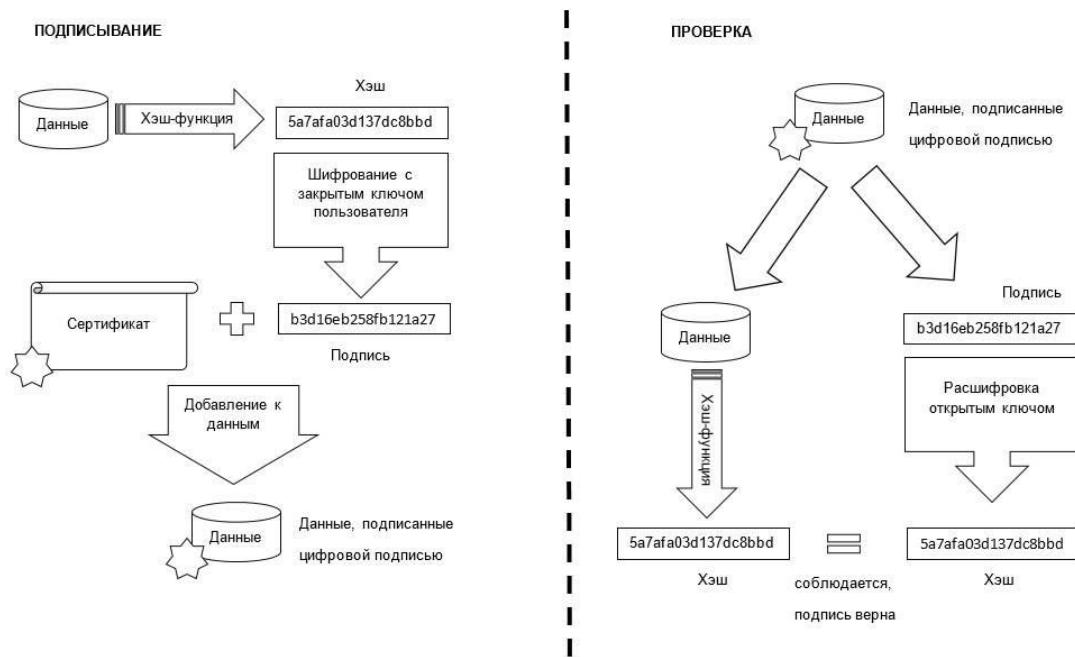 ПОДПИСЫВАНИЕ
Хэш
Данные
Хэш-функция
5a7afa03d137dc8bbd
Шифрование с
закрытым ключом
пользователя
Сертификат
b3d16eb258fb121a27
Подпись
Добавление к
данным
Данные
Данные, подписанные
цифровой подписью
ПРОВЕРКА
Данные
Данные, подписанные
цифровой подписью
Подпись
b3d16eb258fb121a27
Данные
Расшифровка
открытым ключом
Хэш-функция
5a7afa03d137dc8bbd
5a7afa03d137dc8bbd
Хэш
соблюдается,
подпись верна
Хэш